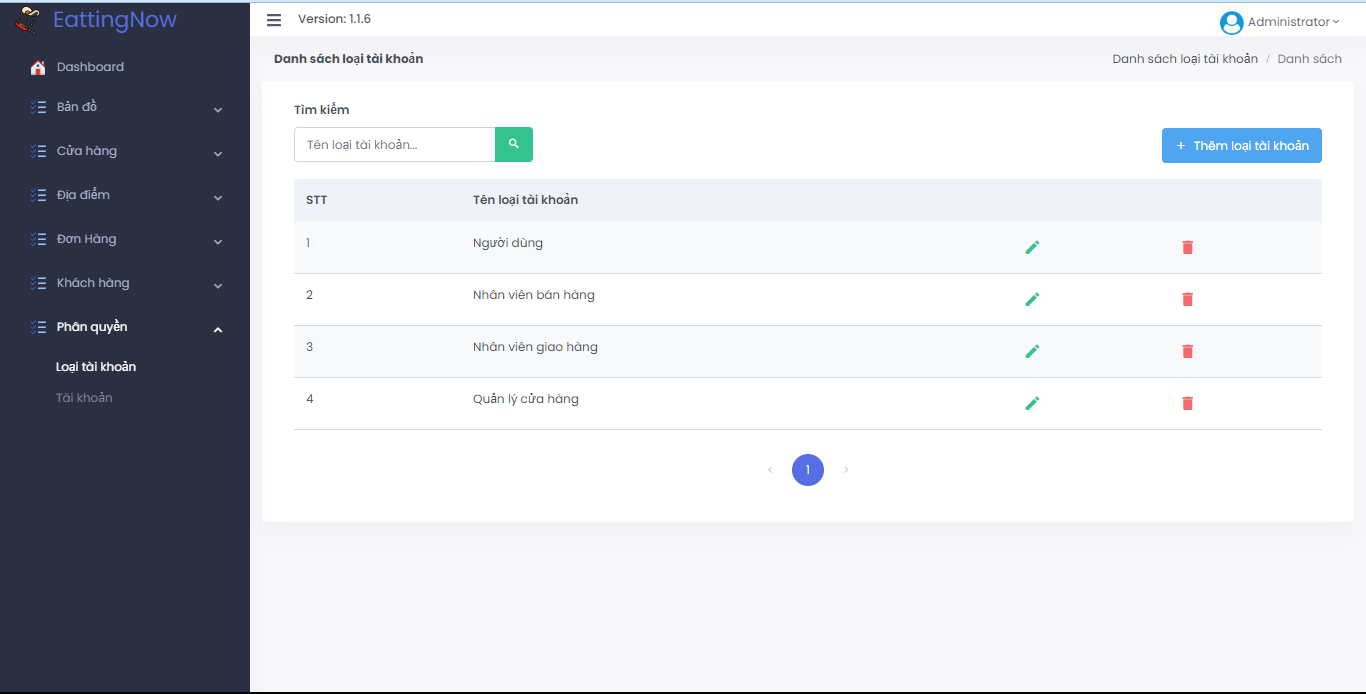 EattingNow
Version: 1.1.6
Administrator
Dashboard
Bản đồ
Cửa hàng
Địa điểm
Đơn Hàng
Khách hàng
Phân quyền
Loại tài khoản
Tài khoản
Danh sách loại tài khoản
Danh sách loại tài khoản / Danh sách
Tìm kiếm
Tên loại tài khoản...
+ Thêm loại tài khoản
STT Tên loại tài khoản
1 Người dùng
2 Nhân viên bán hàng
3 Nhân viên giao hàng
4 Quản lý cửa hàng
< 1 >